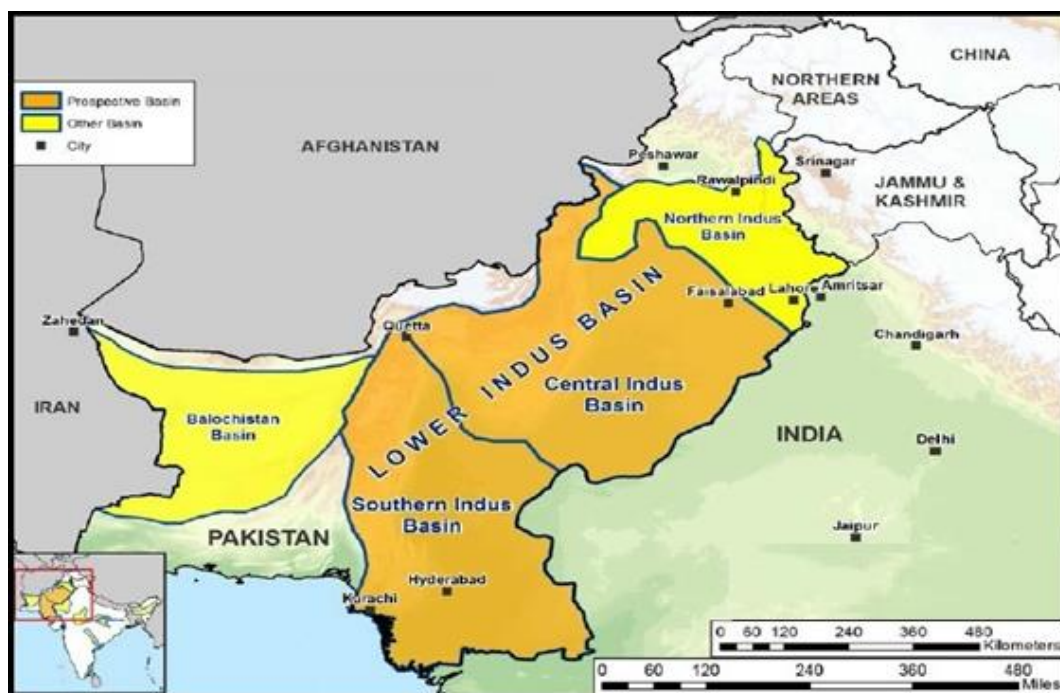 CHINA
NORTHERN
AREAS
Prospective Basin
Other Basin
City
AFGHANISTAN
Peshawar
Srinagar
Rawalpindi
JAMMU &
KASHMIR
Northern Indus
Basin
Faisalabad
Lahore
Amritsar
Zahedan
Quetta
Chandigarh
LOWER INDUS BASIN
Central Indus
Basin
IRAN
Balochistan
Basin
INDIA
Delhi
Southern Indus
Basin
PAKISTAN
Jaipur
Hyderabad
Karachi
0 60 120 240 360 480
Kilometers
0 60 120 240 360 480
Miles